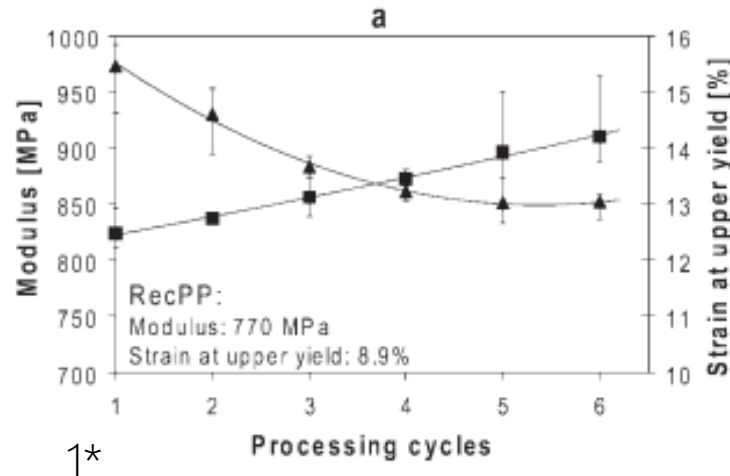 a
1000
950
900
850
800
750
700
Modulus [MPa]
16
15
14
13
12
11
10
Strain at upper yield [%]
RecPP:
Modulus: 770 MPa
Strain at upper yield: 8.9%
1 2 3 4 5 6
Processing cycles
1*